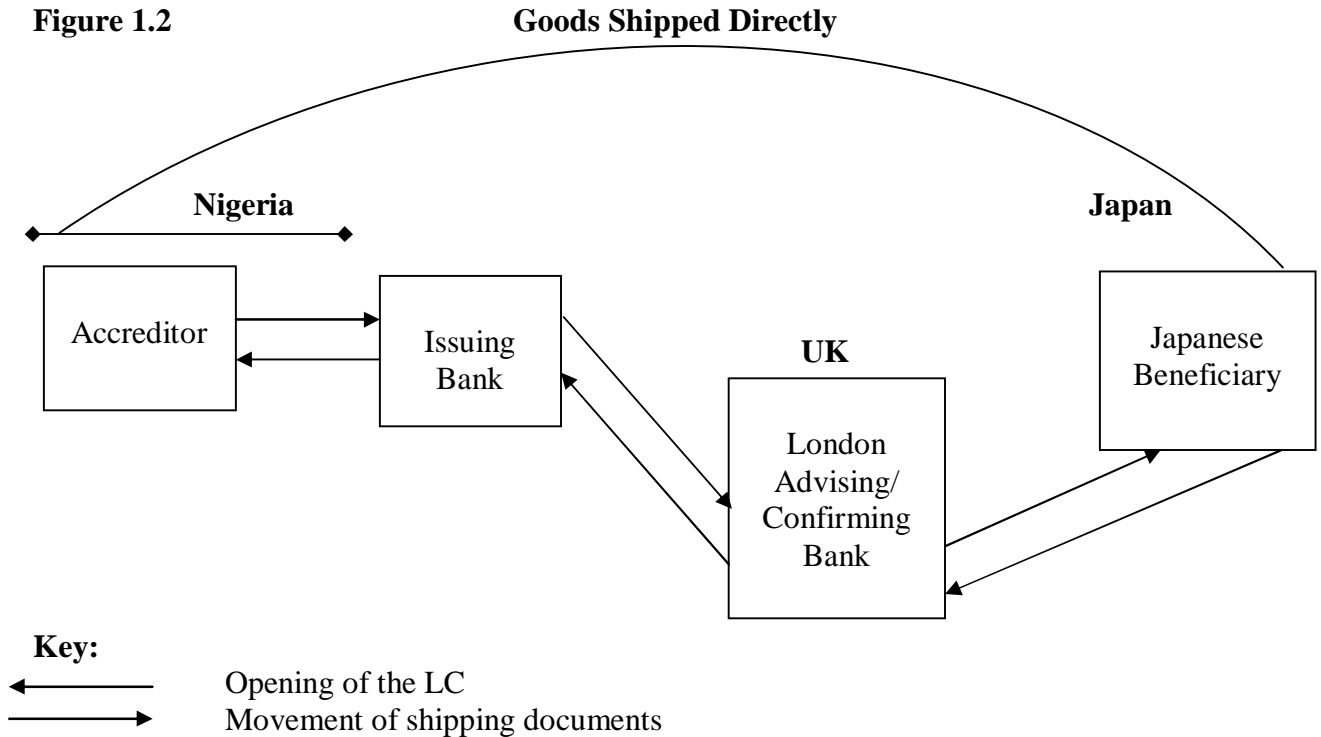 Figure 1.2
Goods Shipped Directly
Nigeria
Japan
Accreditor
Issuing
Bank
UK
London
Advising/
Confirming
Bank
Japanese
Beneficiary
Key:
Opening of the LC
Movement of shipping documents